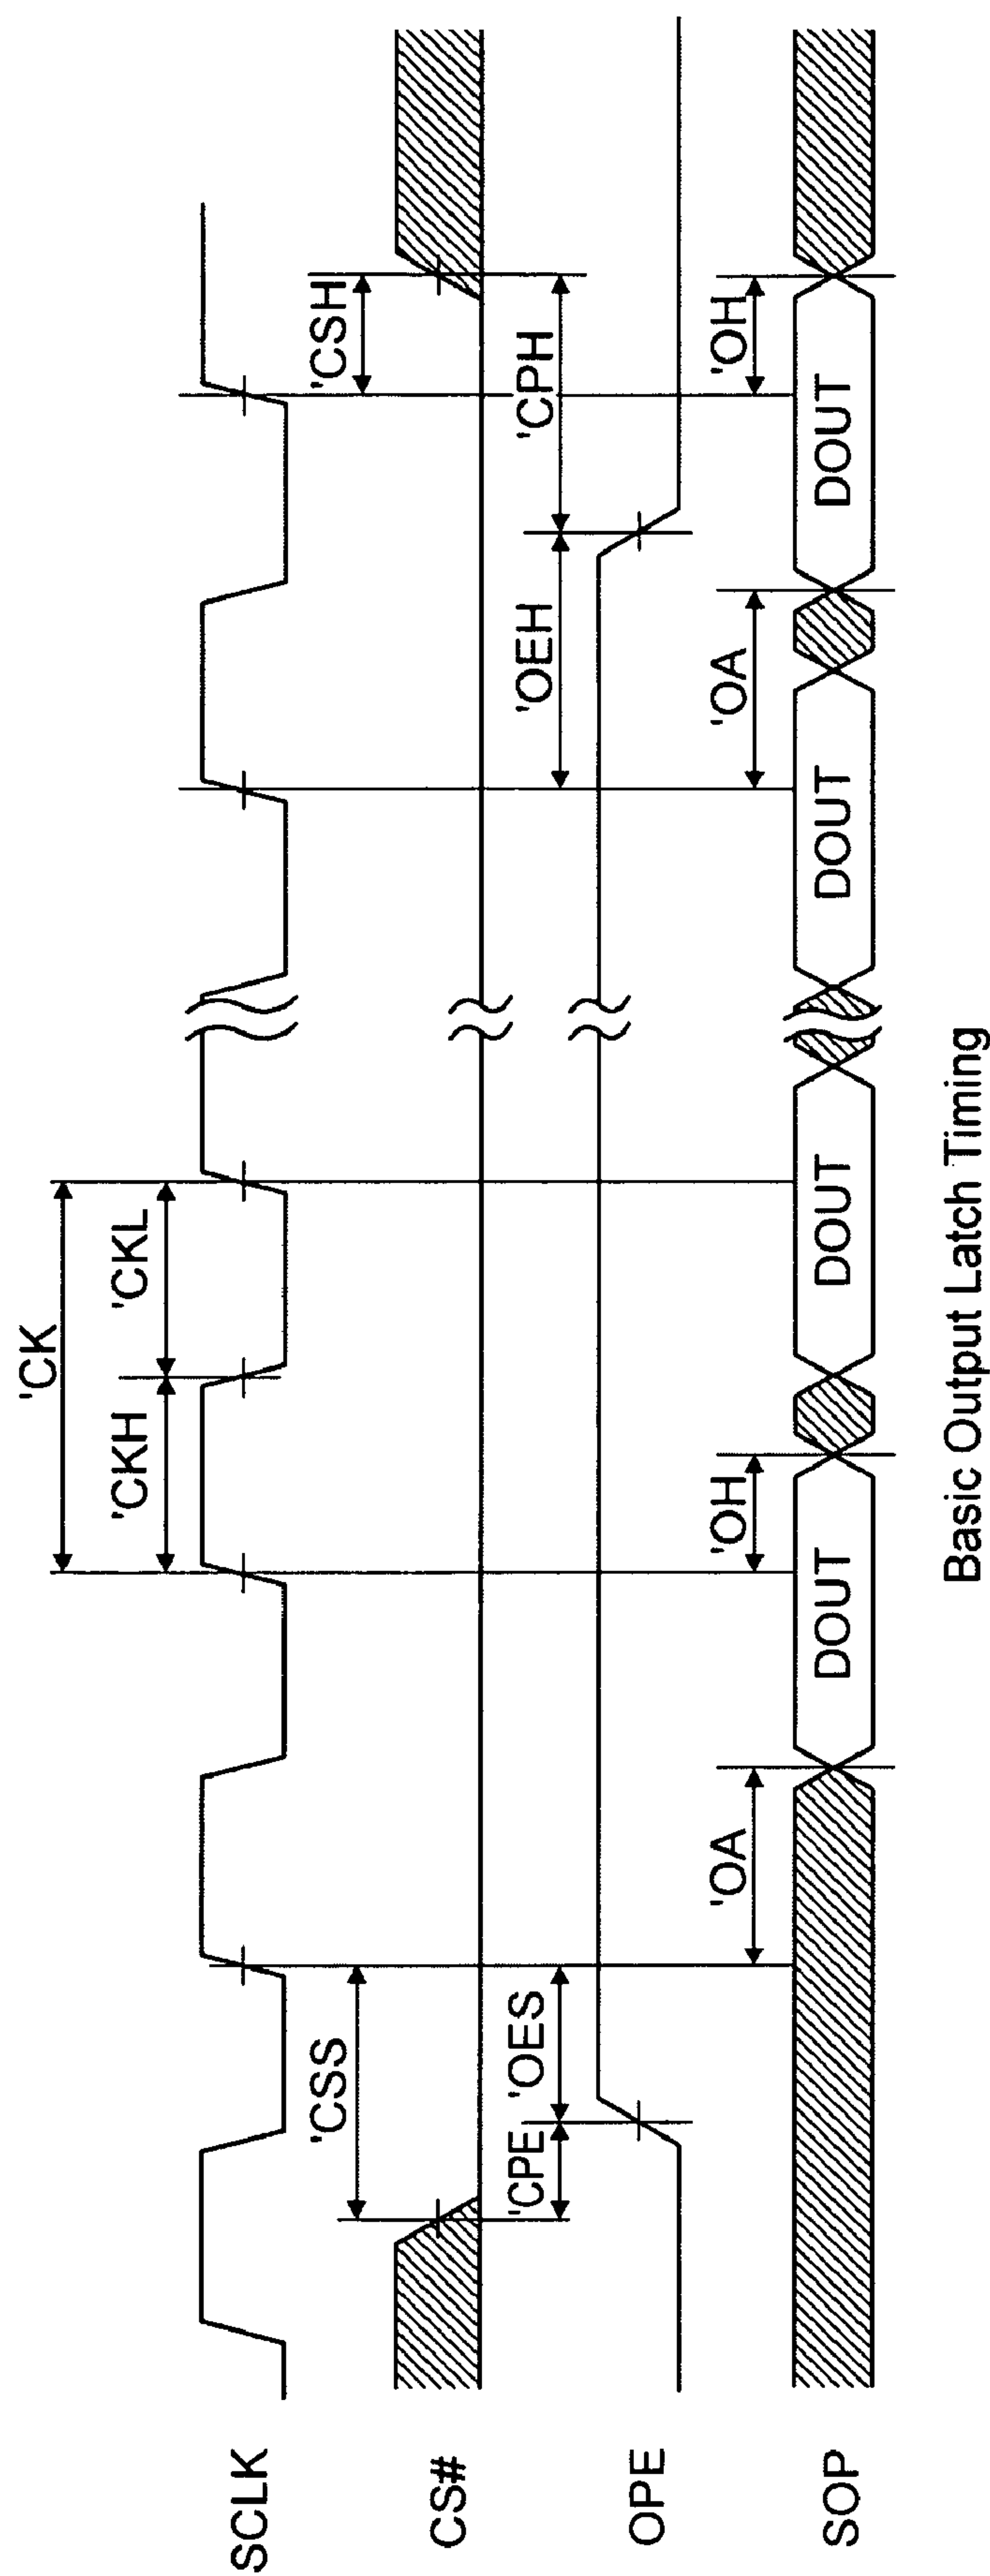 'CK
'CKH 'CKL
SCLK
'CSS 'CSH
CS#
'CPE 'OES 'OEH 'CPH
OPE
'OA 'OH 'OA 'OH
SOP DOUT DOUT DOUT DOUT
Basic Output Latch Timing